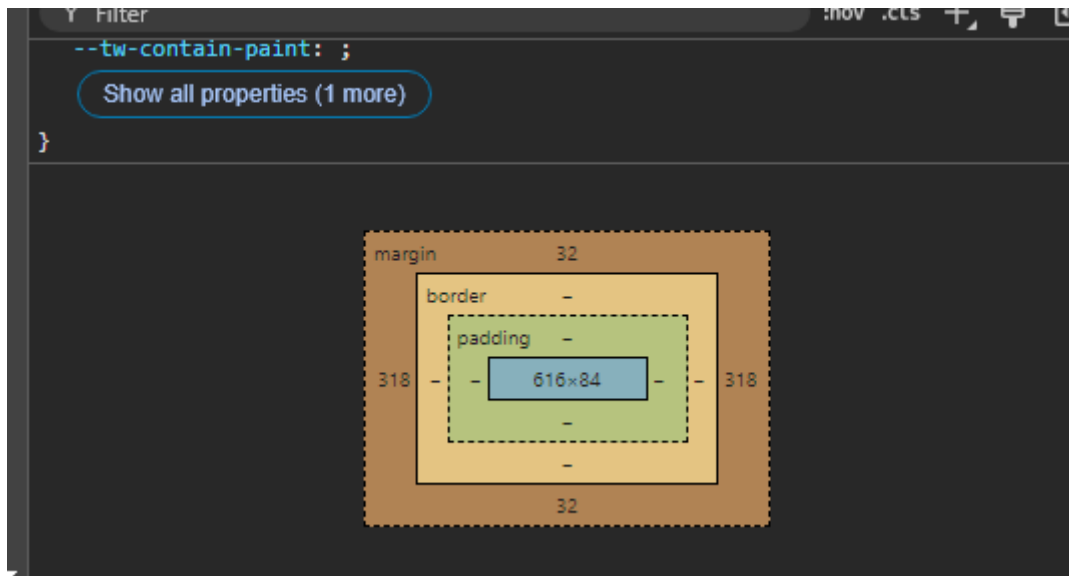 Filter :hov .cls
--tw-contain-paint: ;
Show all properties (1 more)
}
margin 32
border –
padding –
318 – – 616×84 – – 318
–
–
32